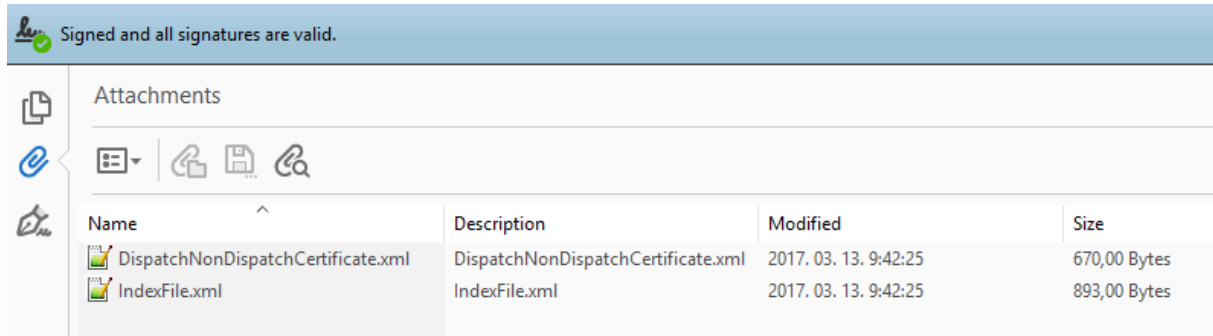 Signed and all signatures are valid.
Attachments
Name Description Modified Size
DispatchNonDispatchCertificate.xml DispatchNonDispatchCertificate.xml 2017. 03. 13. 9:42:25 670,00 Bytes
IndexFile.xml IndexFile.xml 2017. 03. 13. 9:42:25 893,00 Bytes